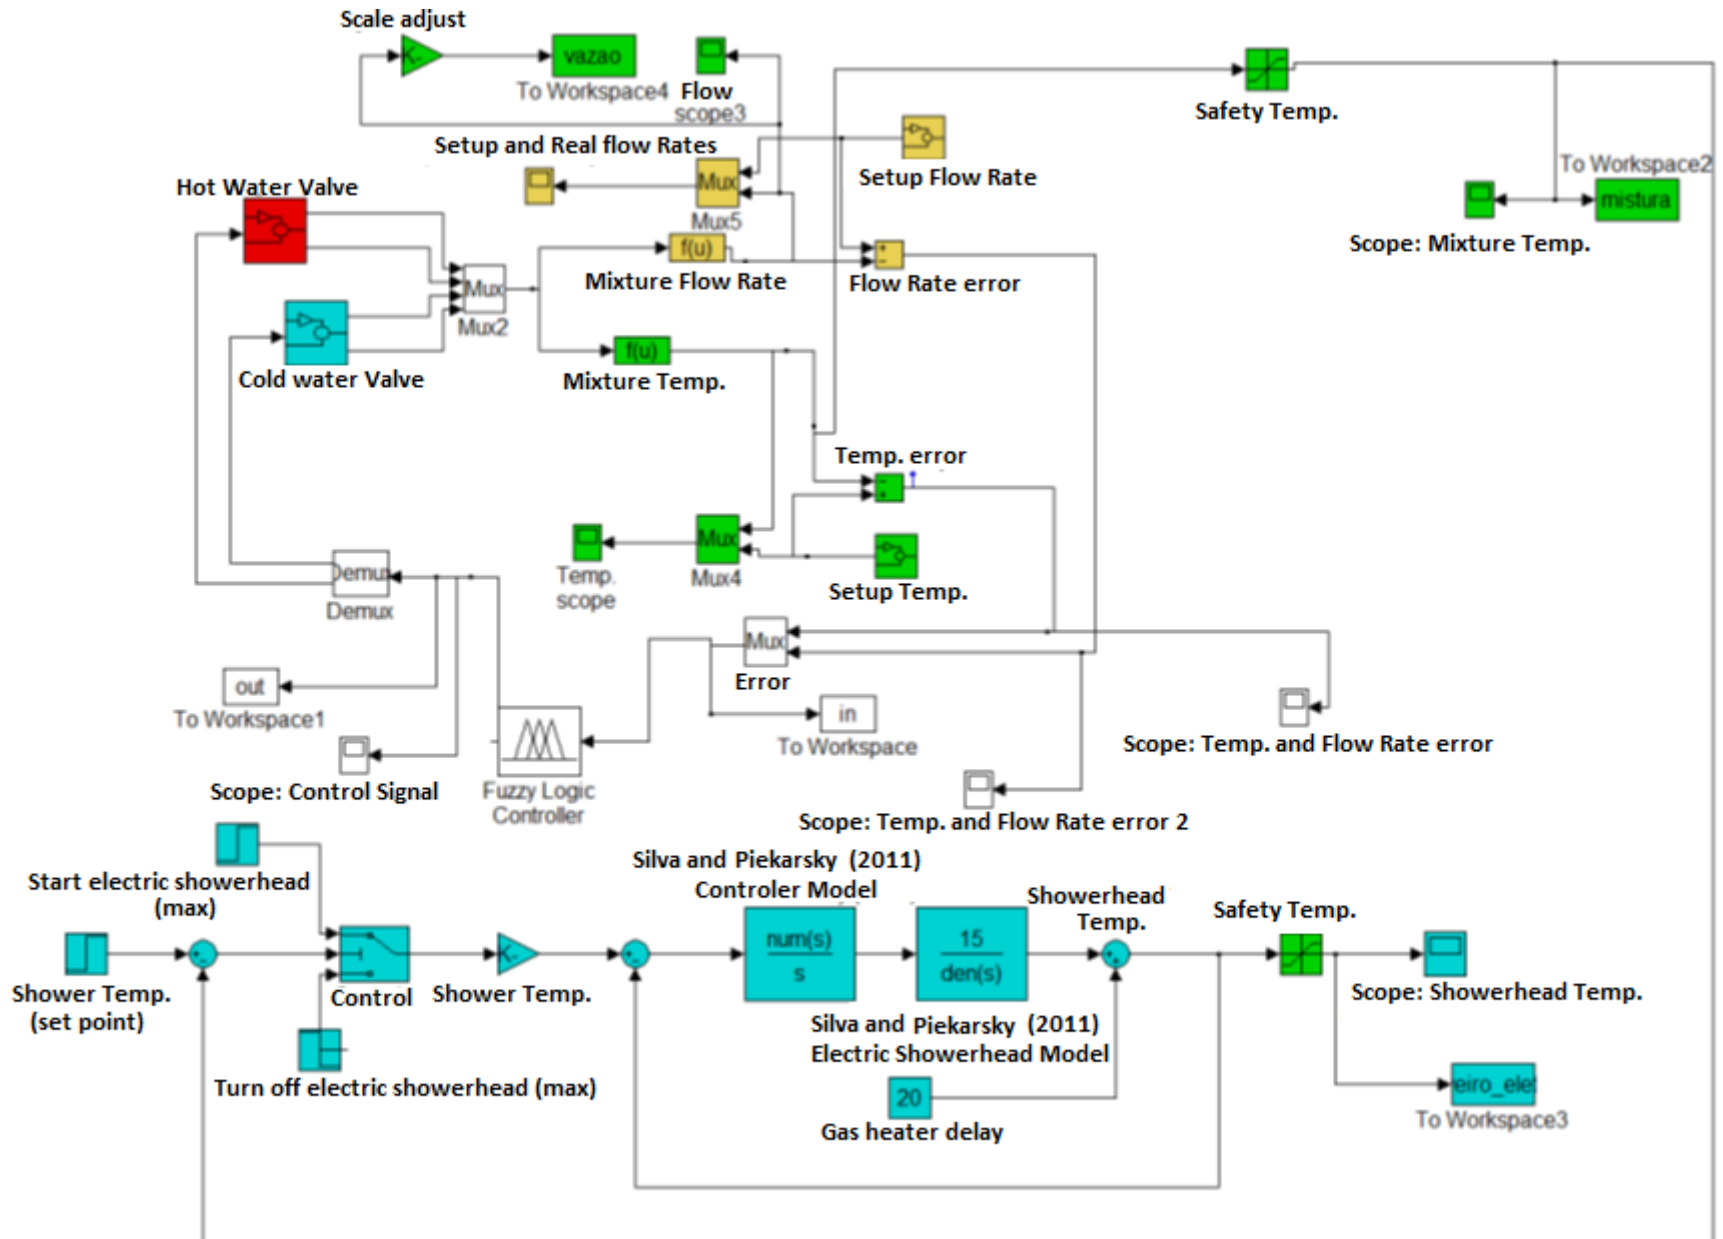 Scale adjust
K-
vazao
To Workspace4
Flow
scope3
Safety Temp.
Setup and Real flow Rates
Mux
Mux5
Setup Flow Rate
To Workspace2
mistura
Scope: Mixture Temp.
Hot Water Valve
Mux
Mux2
f(u)
Mixture Flow Rate
+
-
Flow Rate error
Cold water Valve
f(u)
Mixture Temp.
Temp. error
-
+
Temp.
scope
Mux
Mux4
Setup Temp.
Demux
Demux
Mux
Error
out
To Workspace1
in
To Workspace
Scope: Temp. and Flow Rate error
Scope: Control Signal
Fuzzy Logic
Controller
Scope: Temp. and Flow Rate error 2
Start electric showerhead
(max)
Silva and Piekarsky (2011)
Controler Model
Showerhead
Temp.
Safety Temp.
num(s)
s
15
den(s)
K-
Shower Temp.
(set point)
Control
Shower Temp.
Scope: Showerhead Temp.
Silva and Piekarsky (2011)
Electric Showerhead Model
Turn off electric showerhead (max)
20
Gas heater delay
eiro_elet
To Workspace3